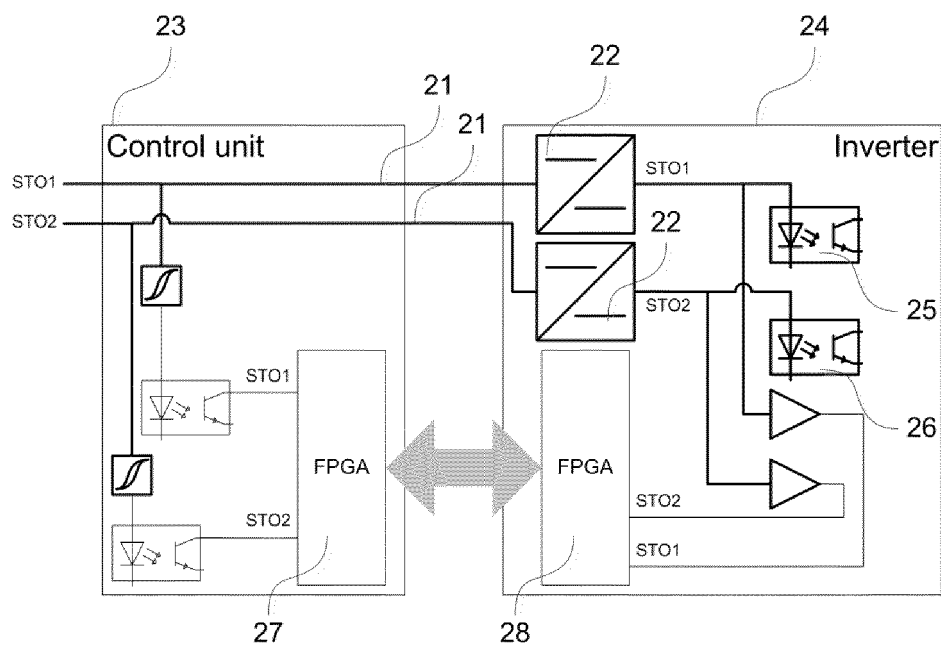 23
24
21
22
21
Control unit
Inverter
STO1
STO1
STO2
22
STO2
25
STO1
26
FPGA
FPGA
STO2
STO2
STO1
27
28